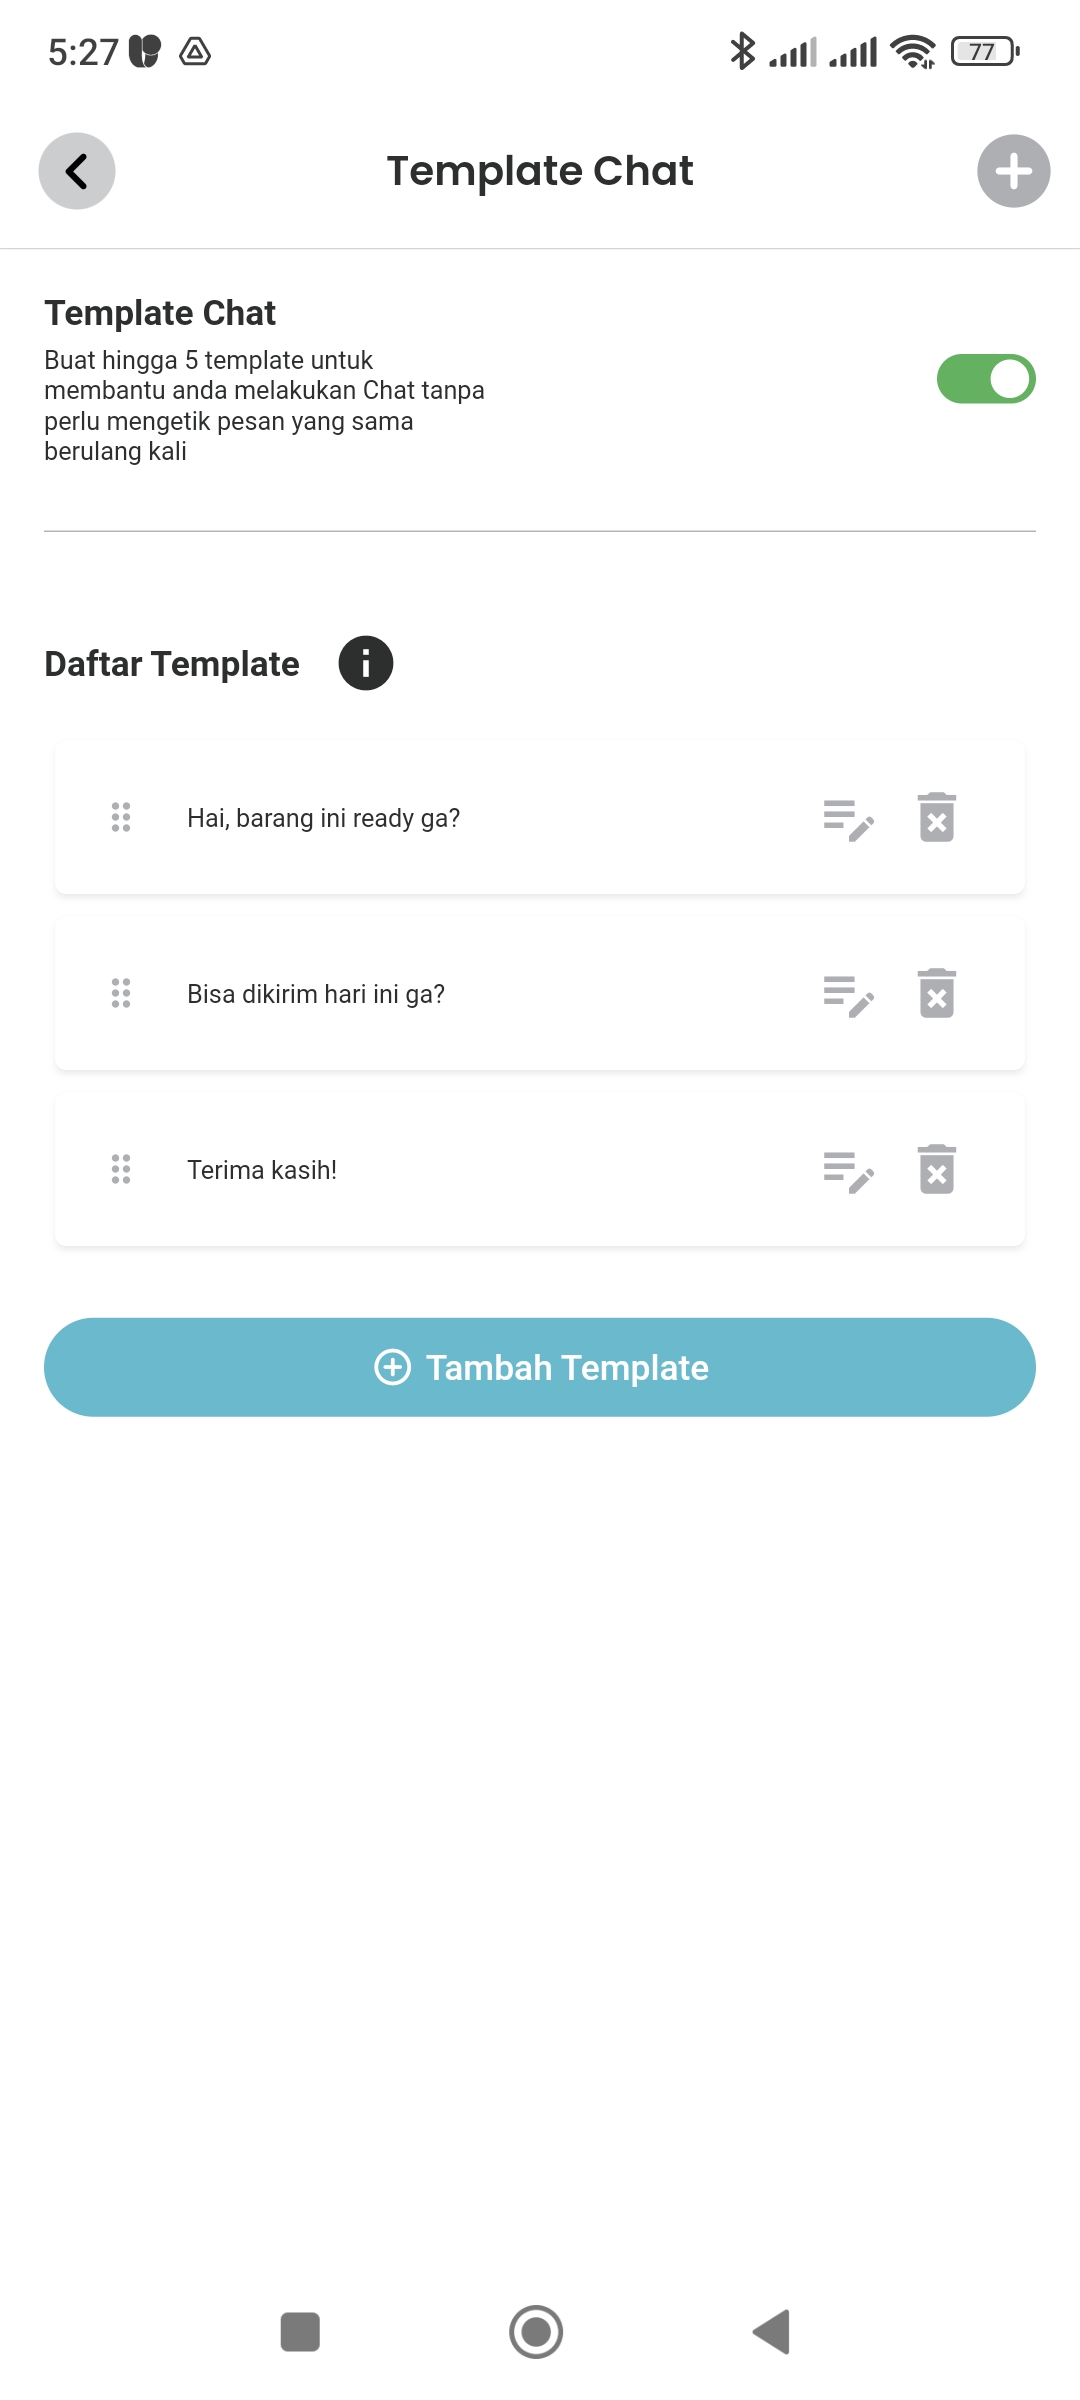 5:27
77
Template Chat
Template Chat
Buat hingga 5 template untuk
membantu anda melakukan Chat tanpa
perlu mengetik pesan yang sama
berulang kali
Daftar Template
Hai, barang ini ready ga?
Bisa dikirim hari ini ga?
Terima kasih!
Tambah Template